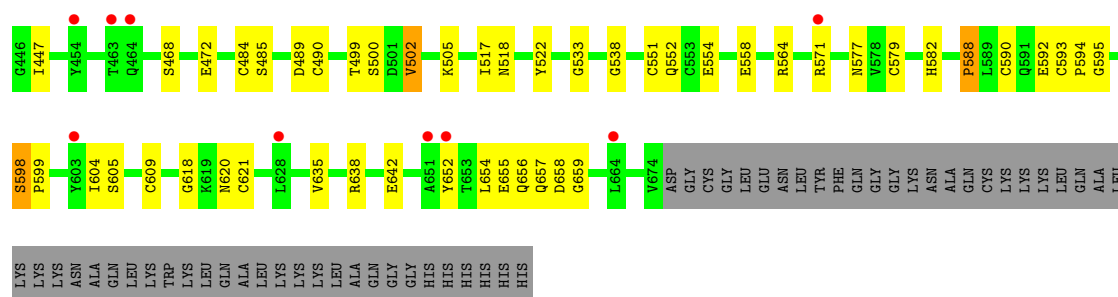 G446 I447 Y454 T463 Q464 S468 E472 C484 S485 D489 C490 T499 S500 D501 V502 K505 I517 N518 Y522 G533 G538 C551 Q552 C553 E554 E558 R564 R571 N577 V578 C579 H582 P588 L589 C590 Q591 E592 C593 P594 G595
S598 P599 Y603 I604 S605 C609 G618 K619 N620 C621 L628 V635 R638 E642 A651 Y652 T653 L654 E655 Q656 Q657 D658 G659 L664 V674 ASP GLY CYS GLY LEU GLU ASN LEU TYR PHE GLN GLY GLY LYS ASN ALA GLN CYS LYS LYS LYS LEU GLN ALA LEU
LYS LYS LYS ASN ALA GLN LEU LYS TRP LYS LEU GLN ALA LEU LYS LYS LYS LEU ALA GLN GLY GLY HIS HIS HIS HIS HIS HIS